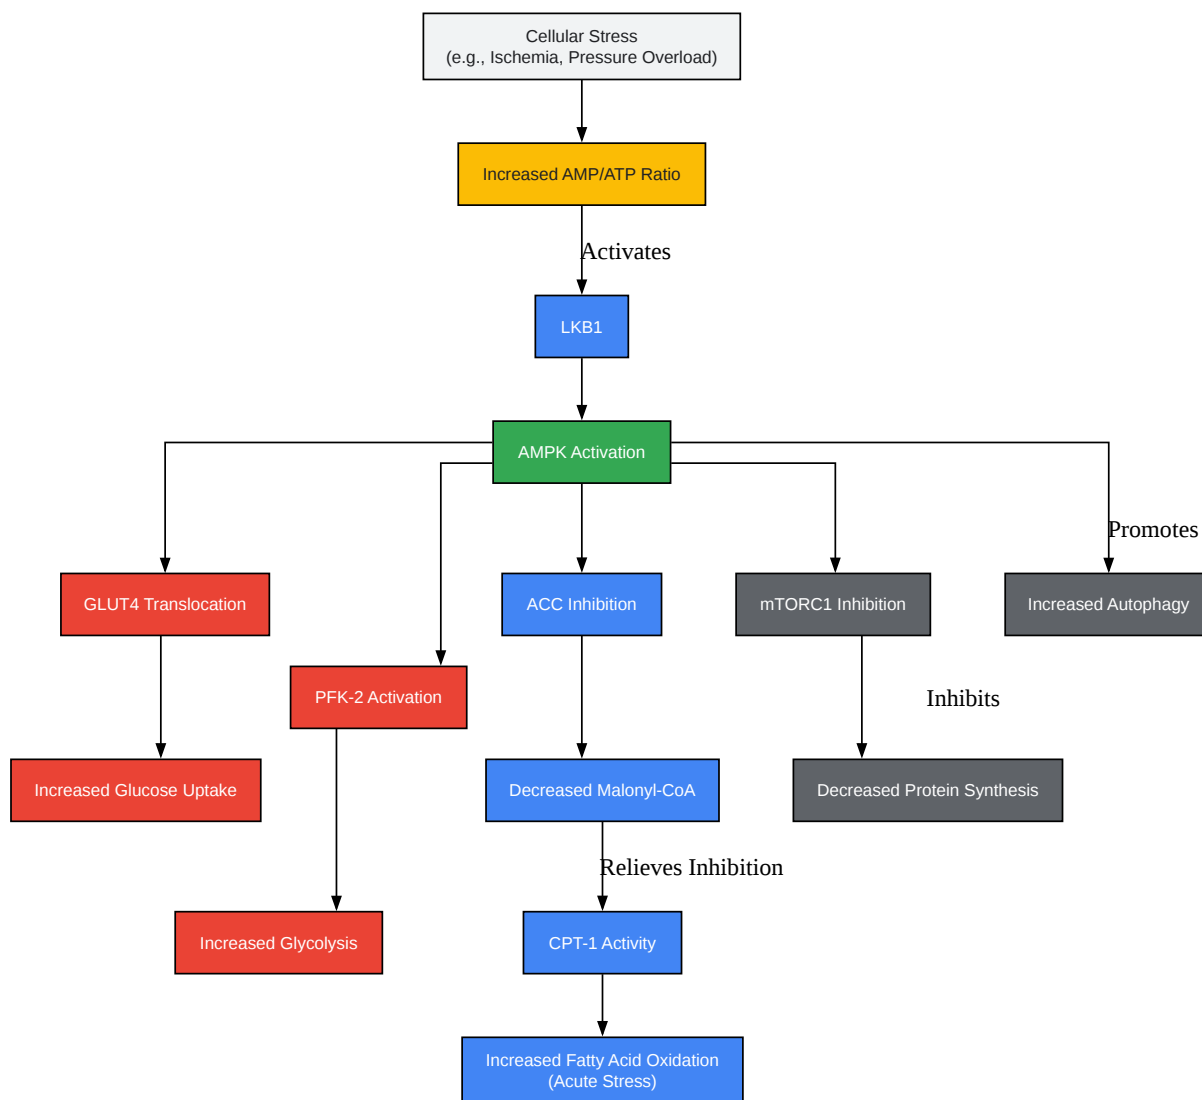 Cellular Stress
(e.g., Ischemia, Pressure Overload)
Increased AMP/ATP Ratio
Activates
LKB1
AMPK Activation
Promotes
GLUT4 Translocation
ACC Inhibition
mTORC1 Inhibition
Increased Autophagy
PFK-2 Activation
Inhibits
Increased Glucose Uptake
Decreased Malonyl-CoA
Decreased Protein Synthesis
Relieves Inhibition
Increased Glycolysis
CPT-1 Activity
Increased Fatty Acid Oxidation
(Acute Stress)